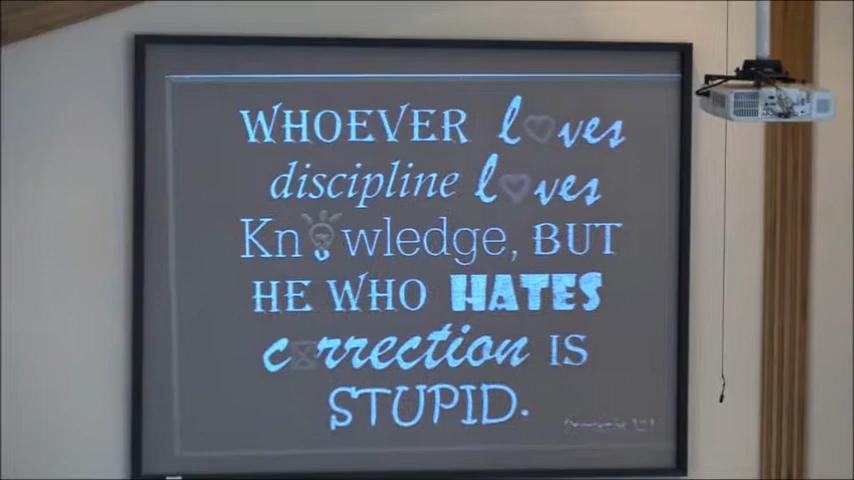 WHOEVER loves
discipline loves
Knowledge, BUT
HE WHO HATES
correction IS
STUPID.